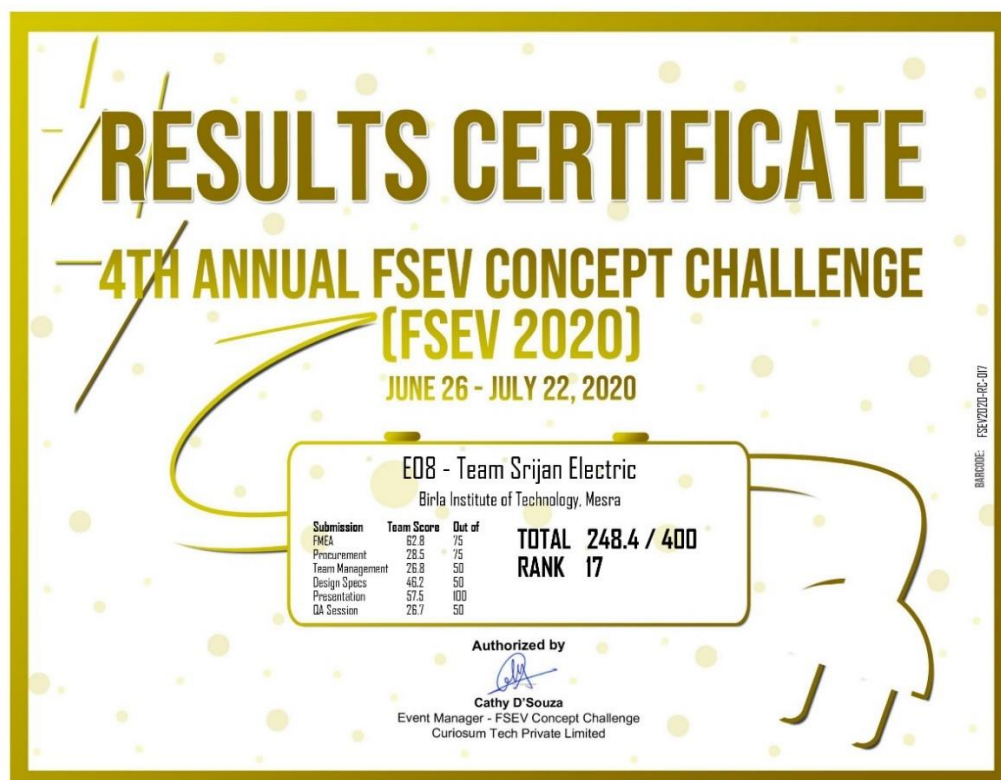 RESULTS CERTIFICATE
4TH ANNUAL FSEV CONCEPT CHALLENGE
(FSEV 2020)
JUNE 26 - JULY 22, 2020
E08 - Team Srijan Electric
Birla Institute of Technology, Mesra
Submission Team Score Out of
FMEA 62.8 75
Procurement 28.5 75
Team Management 26.8 50
Design Specs 46.2 50
Presentation 57.5 100
QA Session 26.7 50
TOTAL 248.4 / 400
RANK 17
Authorized by
Cathy D'Souza
Event Manager - FSEV Concept Challenge
Curiosum Tech Private Limited
BARCODE: FSEV2020-RC-017